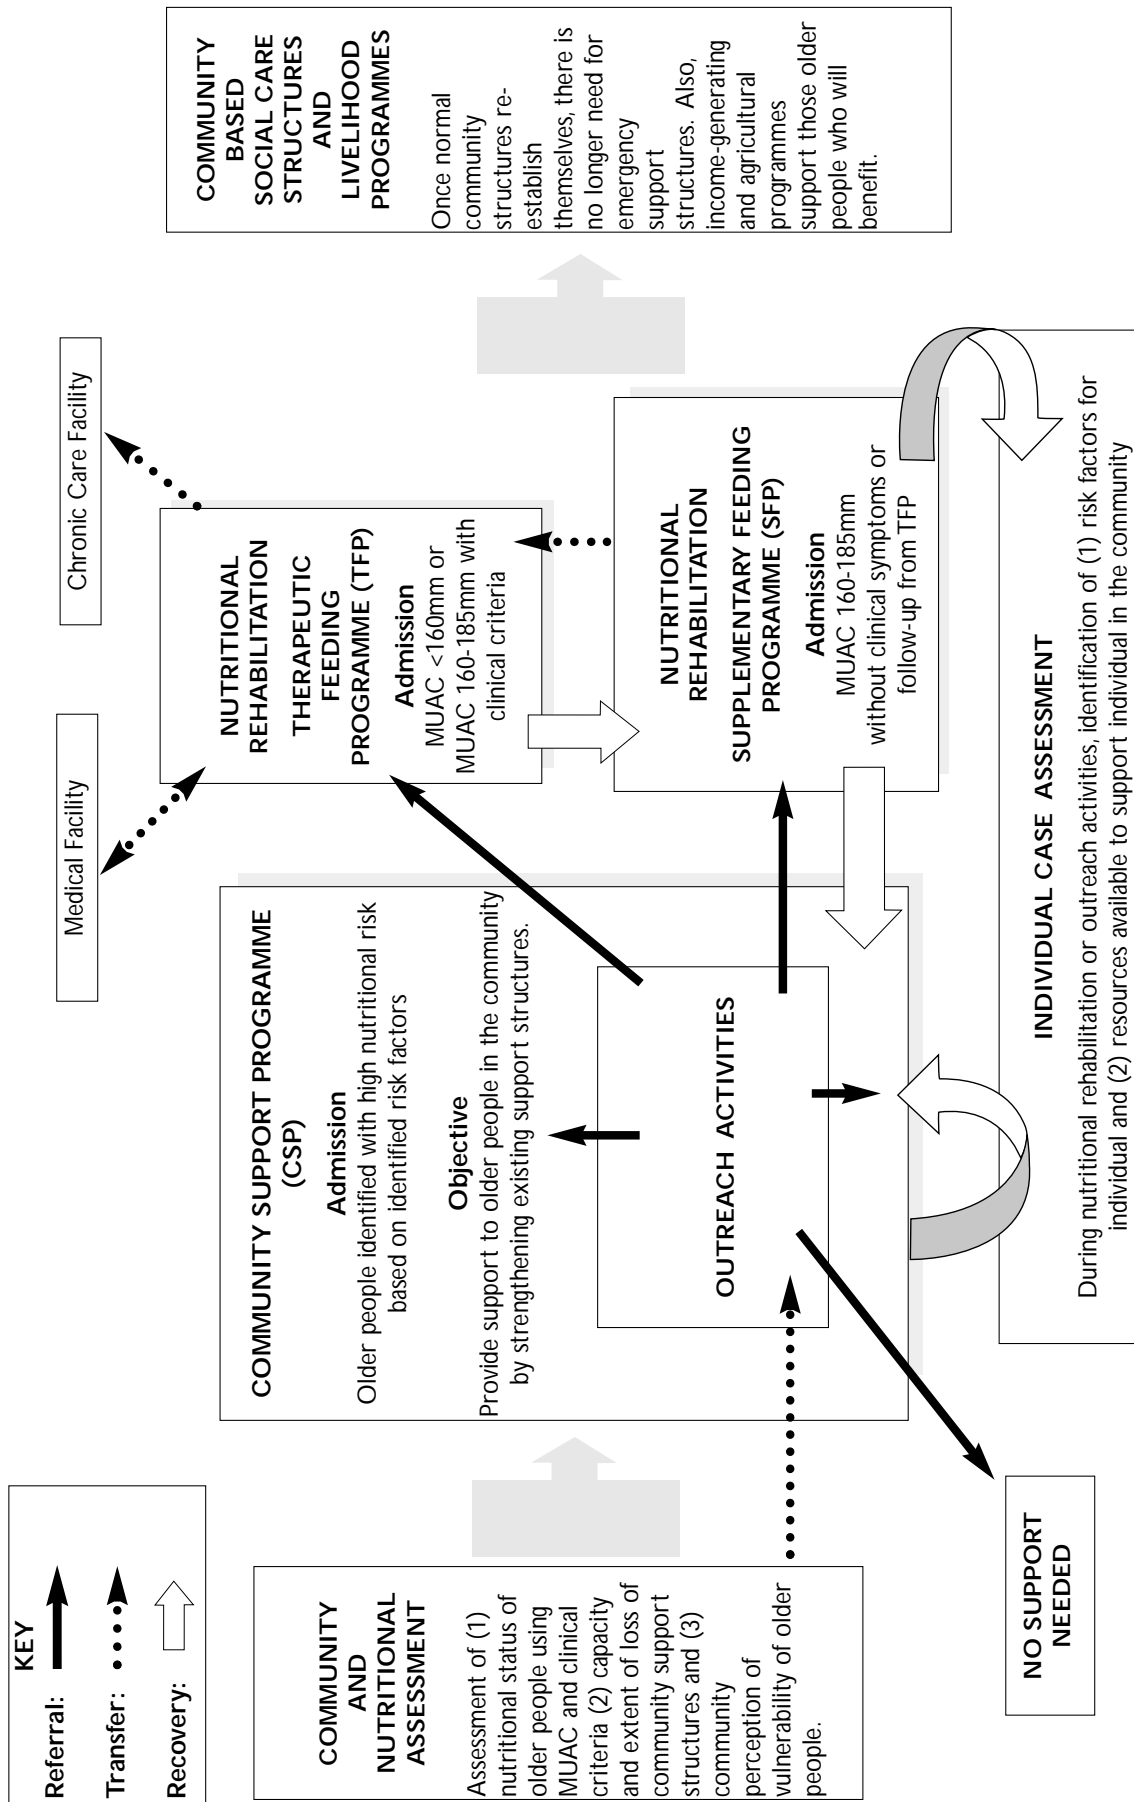 KEY
Referral:
Transfer:
Recovery:
COMMUNITY
AND
NUTRITIONAL
ASSESSMENT
Assessment of (1)
nutritional status of
older people using
MUAC and clinical
criteria (2) capacity
and extent of loss of
community support
structures and (3)
community
perception of
vulnerability of older
people.
NO SUPPORT
NEEDED
COMMUNITY SUPPORT PROGRAMME
(CSP)
Admission
Older people identified with high nutritional risk
based on identified risk factors
Objective
Provide support to older people in the community
by strengthening existing support structures.
OUTREACH ACTIVITIES
Medical Facility
Chronic Care Facility
NUTRITIONAL
REHABILITATION
THERAPEUTIC
FEEDING
PROGRAMME (TFP)
Admission
MUAC <160mm or
MUAC 160-185mm with
clinical criteria
NUTRITIONAL
REHABILITATION
SUPPLEMENTARY FEEDING
PROGRAMME (SFP)
Admission
MUAC 160-185mm
without clinical symptoms or
follow-up from TFP
INDIVIDUAL CASE ASSESSMENT
During nutritional rehabilitation or outreach activities, identification of (1) risk factors for
individual and (2) resources available to support individual in the community
COMMUNITY
BASED
SOCIAL CARE
STRUCTURES
AND
LIVELIHOOD
PROGRAMMES
Once normal
community
structures re-
establish
themselves, there is
no longer need for
emergency
support
structures. Also,
income-generating
and agricultural
programmes
support those older
people who will
benefit.